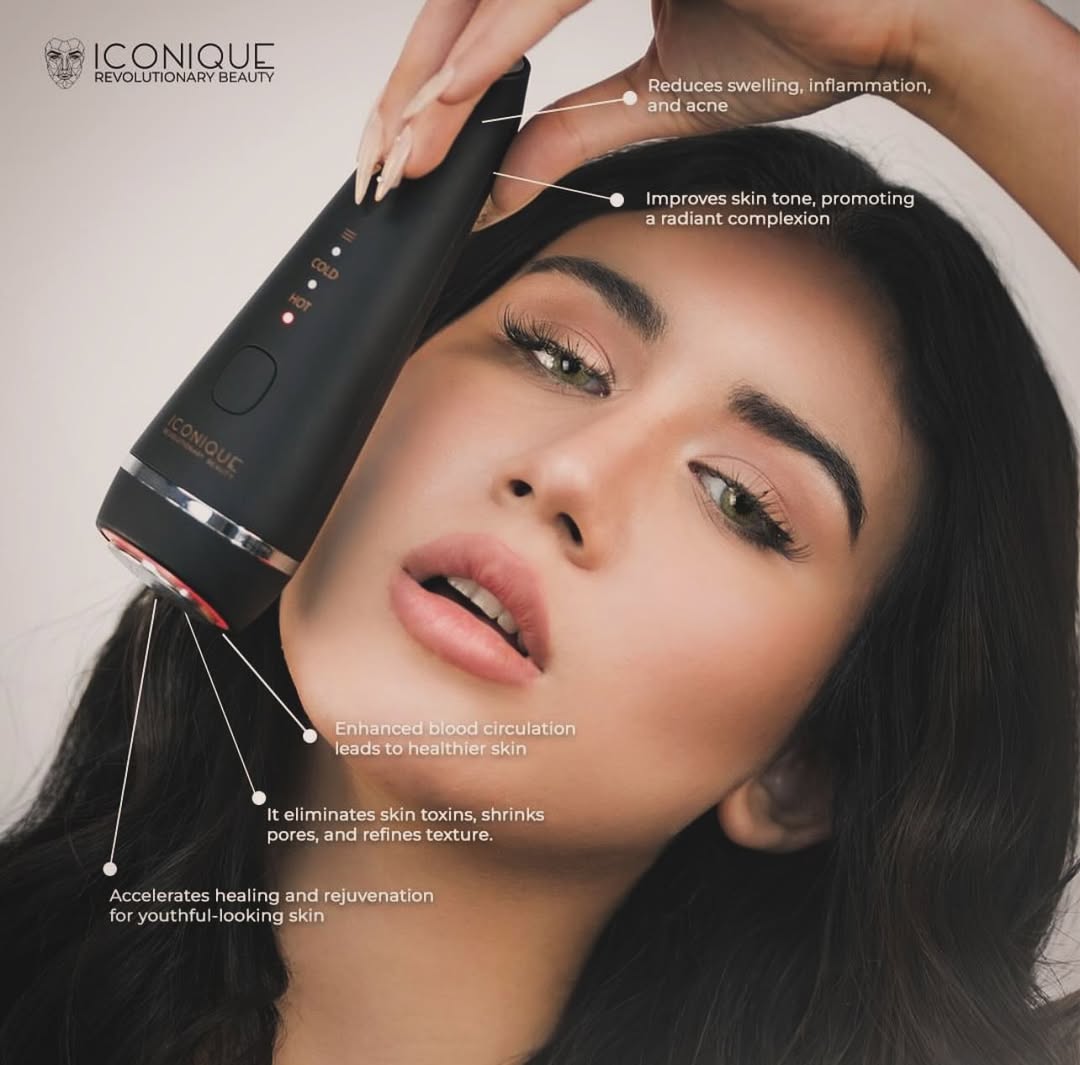 ICONIQUE
REVOLUTIONARY BEAUTY
Reduces swelling, inflammation,
and acne
Improves skin tone, promoting
a radiant complexion
COLD
HOT
ICONIQUE
REVOLUTIONARY BEAUTY
Enhanced blood circulation
leads to healthier skin
It eliminates skin toxins, shrinks
pores, and refines texture.
Accelerates healing and rejuvenation
for youthful-looking skin